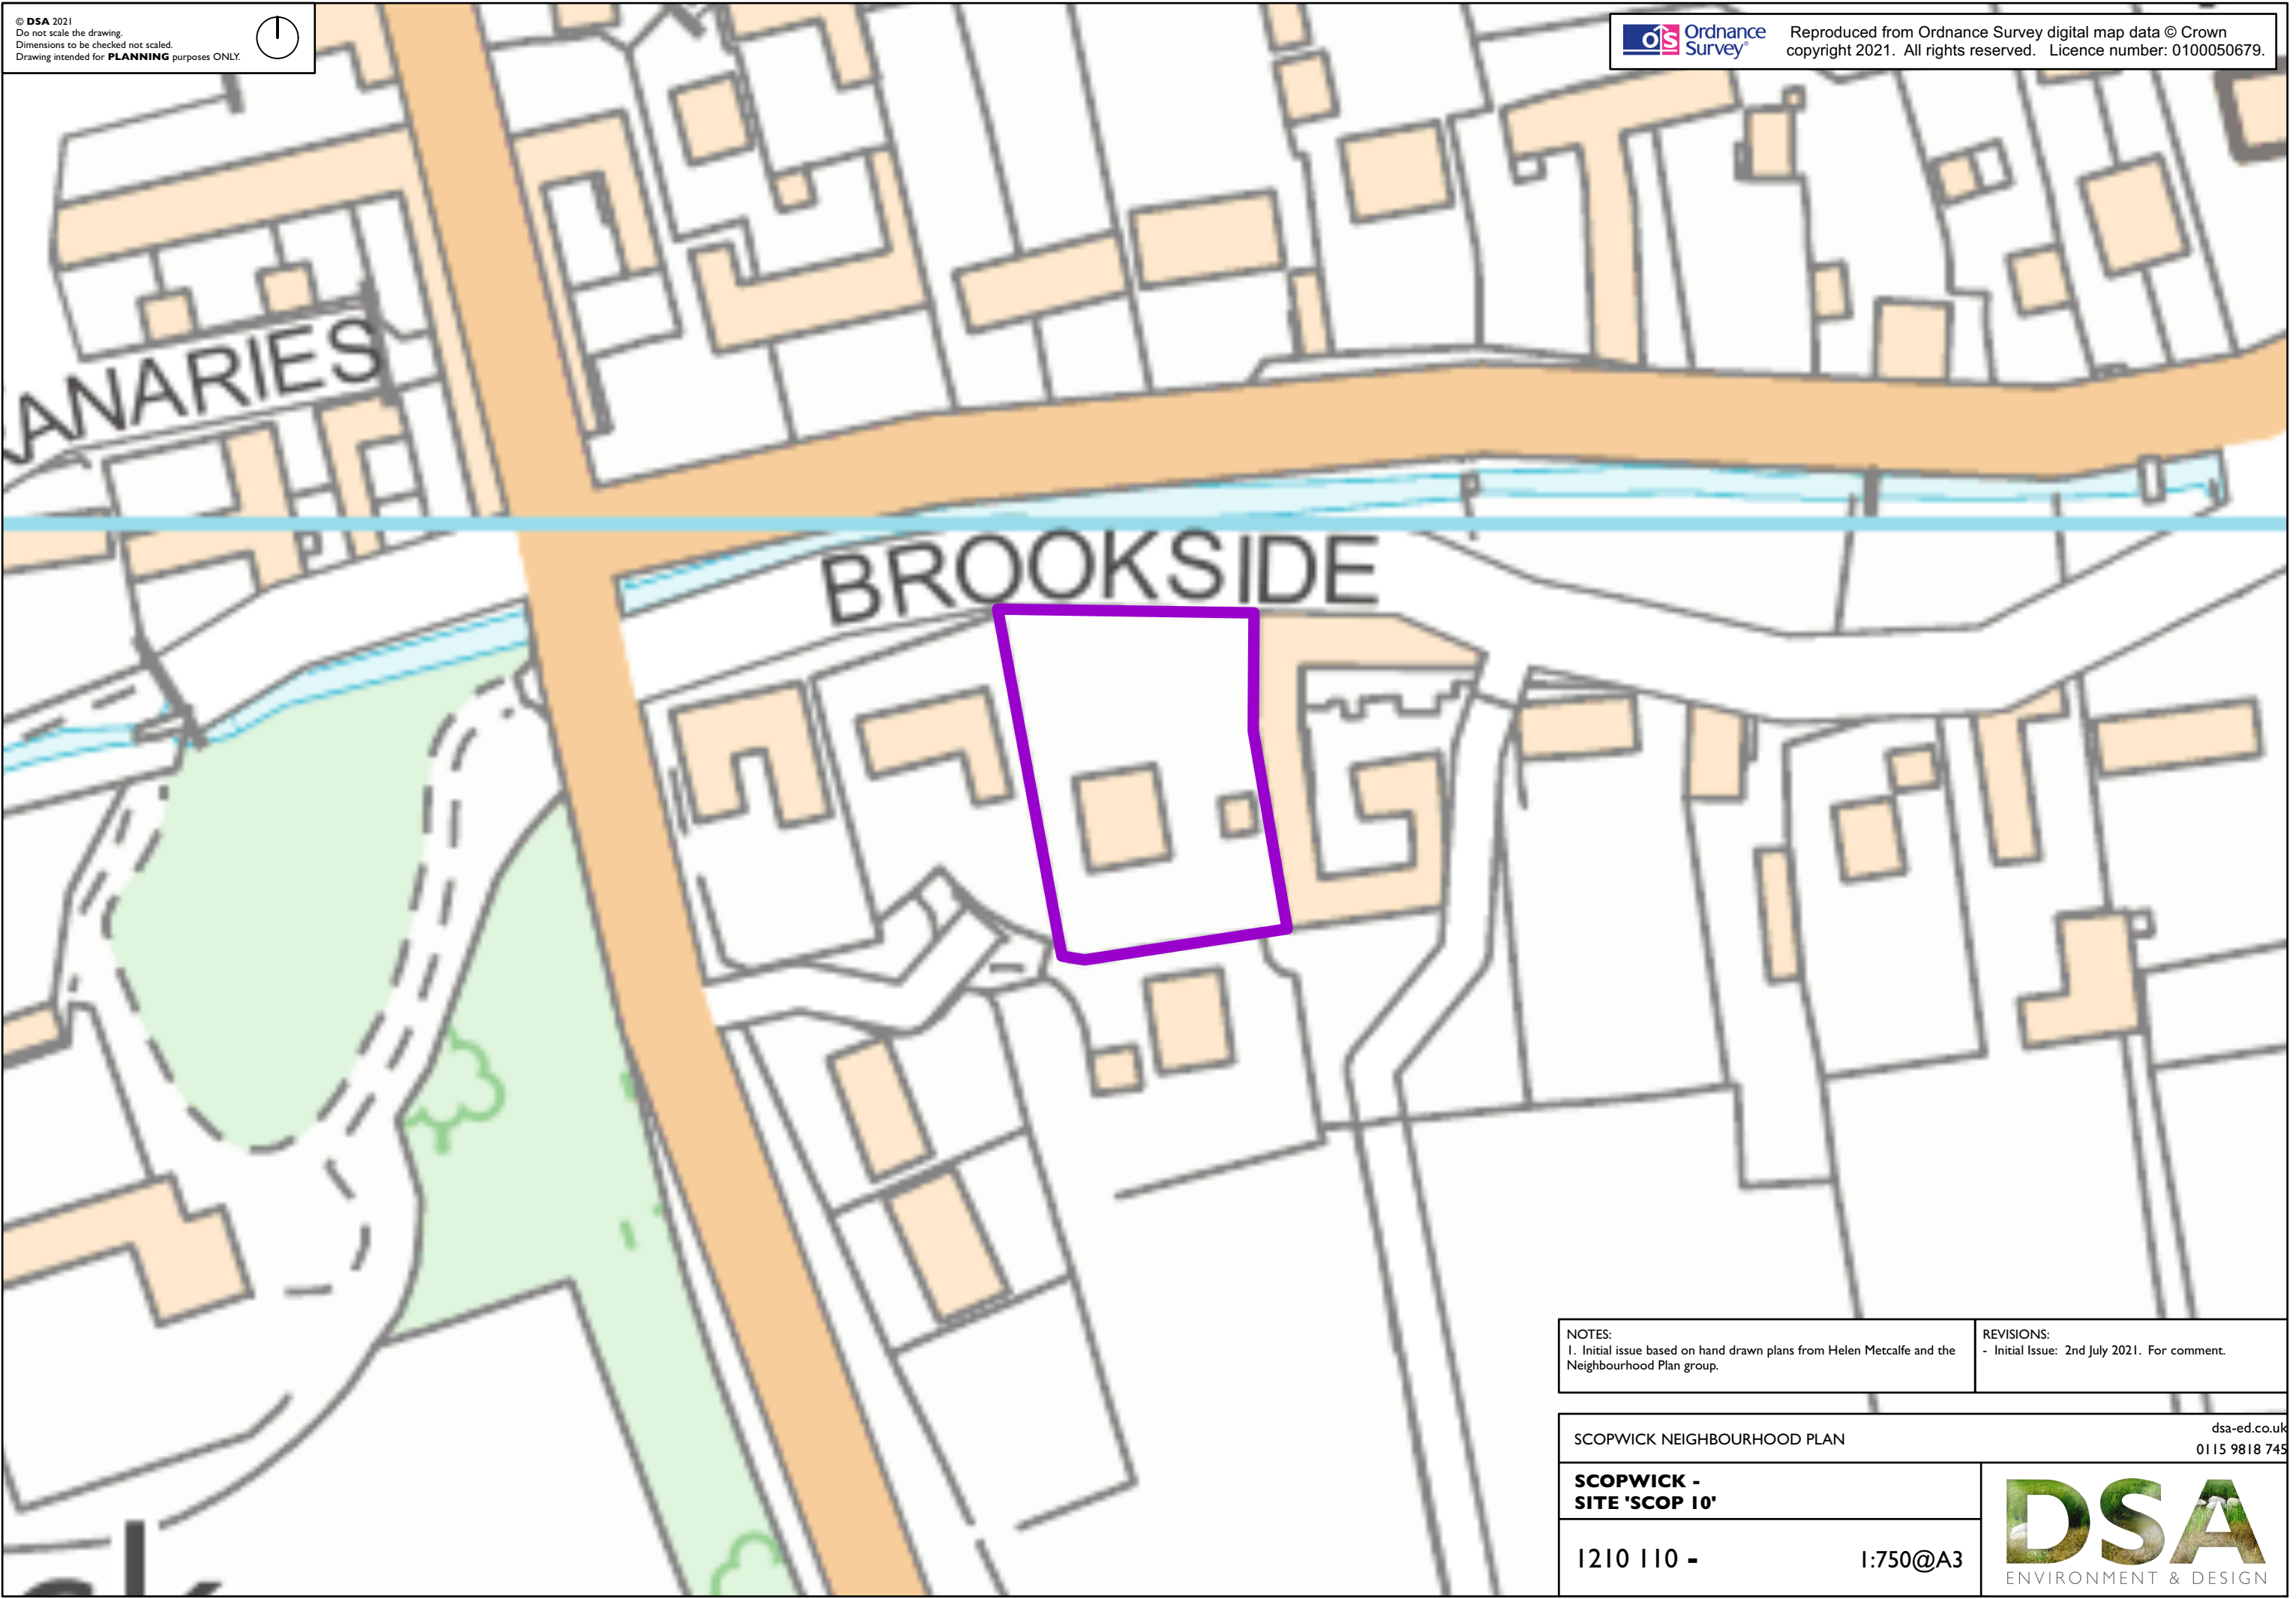 © DSA 2021
Do not scale the drawing.
Dimensions to be checked not scaled.
Drawing intended for PLANNING purposes ONLY.
OS Ordnance Survey®
Reproduced from Ordnance Survey digital map data © Crown
copyright 2021. All rights reserved. Licence number: 0100050679.
ANARIES
BROOKSIDE
NOTES:
1. Initial issue based on hand drawn plans from Helen Metcalfe and the
Neighbourhood Plan group.
REVISIONS:
- Initial Issue: 2nd July 2021. For comment.
SCOPWICK NEIGHBOURHOOD PLAN
dsa-ed.co.uk
0115 9818 745
SCOPWICK -
SITE 'SCOP 10'
1210 110 -
1:750@A3
DSA
ENVIRONMENT & DESIGN